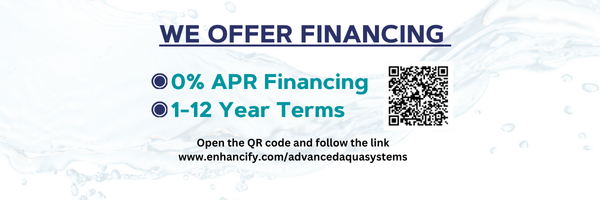 WE OFFER FINANCING
0% APR Financing
1-12 Year Terms
Open the QR code and follow the link
www.enhancify.com/advancedaquasystems